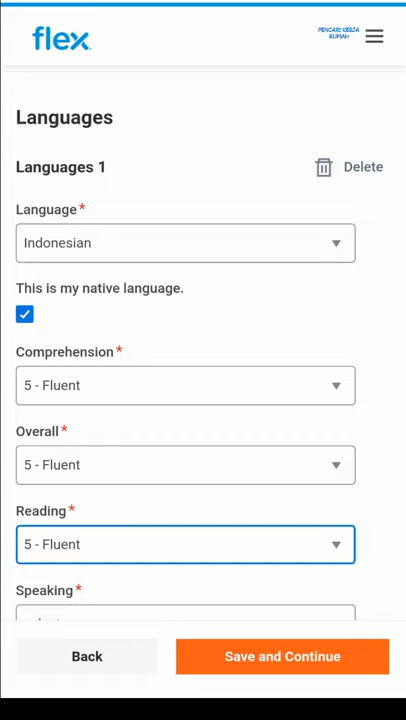 flex
PENCARI KERJA
RUPIAH
Languages
Languages 1
Delete
Language*
Indonesian
This is my native language.
Comprehension*
5 - Fluent
Overall*
5 - Fluent
Reading*
5 - Fluent
Speaking*
Back
Save and Continue